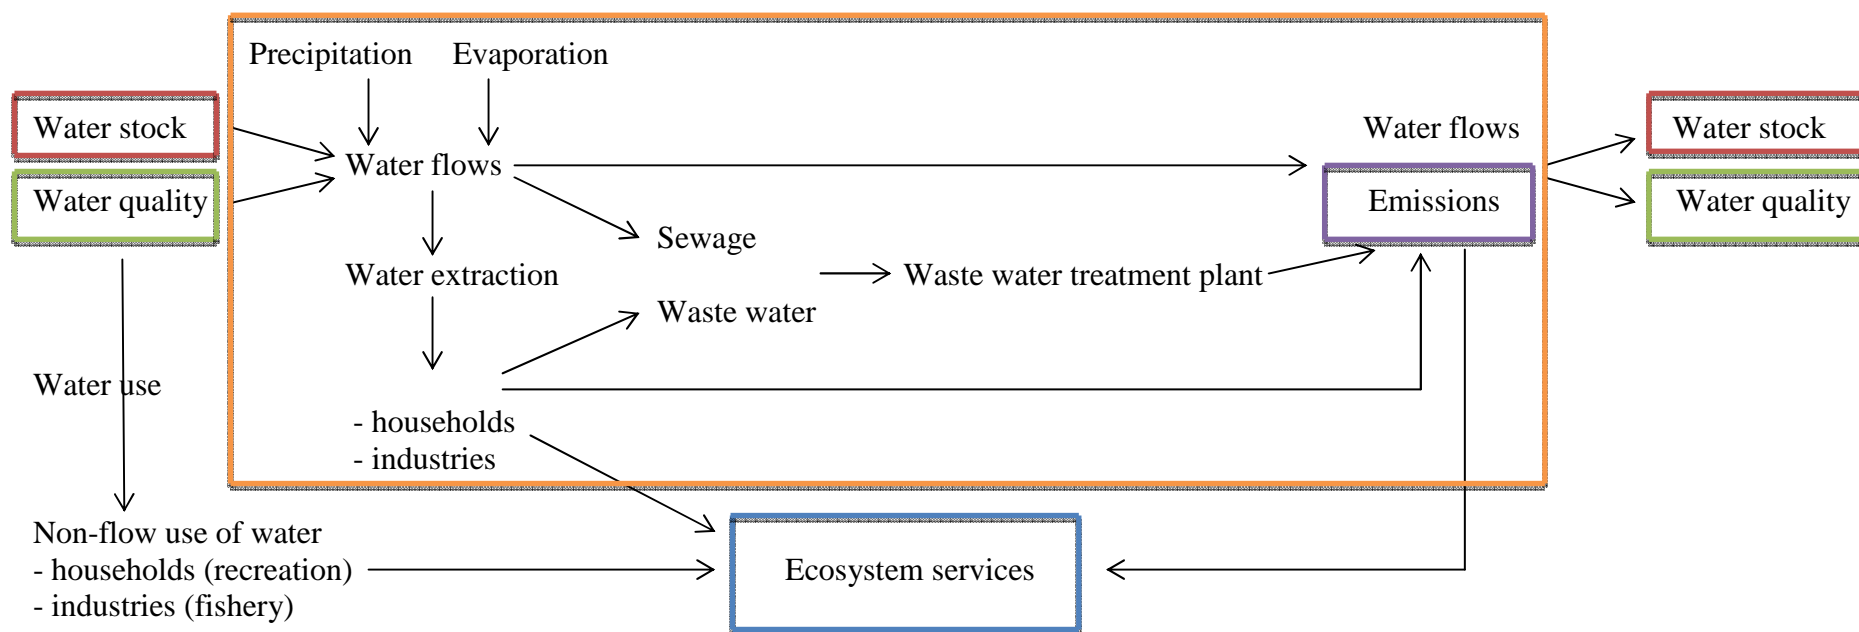 Precipitation
Evaporation
Water stock
Water quality
Water flows
Water flows
Emissions
Water stock
Water quality
Sewage
Water extraction
Waste water treatment plant
Waste water
Water use
- households
- industries
Non-flow use of water
- households (recreation)
- industries (fishery)
Ecosystem services